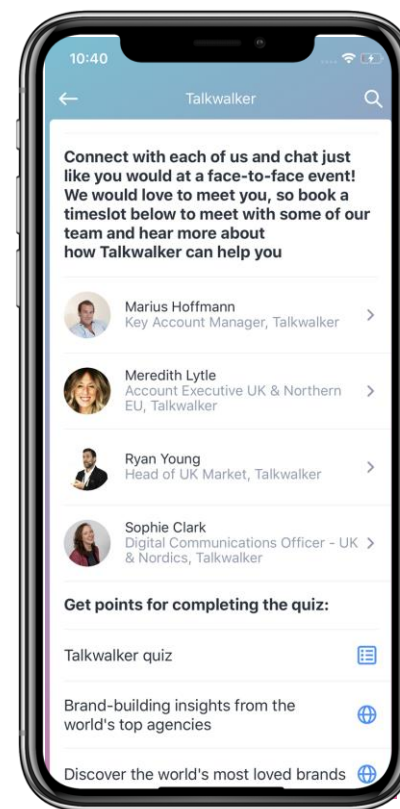 10:40
Talkwalker
Connect with each of us and chat just
like you would at a face-to-face event!
We would love to meet you, so book a
timeslot below to meet with some of our
team and hear more about
how Talkwalker can help you
Marius Hoffmann
Key Account Manager, Talkwalker
Meredith Lytle
Account Executive UK & Northern
EU, Talkwalker
Ryan Young
Head of UK Market, Talkwalker
Sophie Clark
Digital Communications Officer - UK
& Nordics, Talkwalker
Get points for completing the quiz:
Talkwalker quiz
Brand-building insights from the
world's top agencies
Discover the world's most loved brands